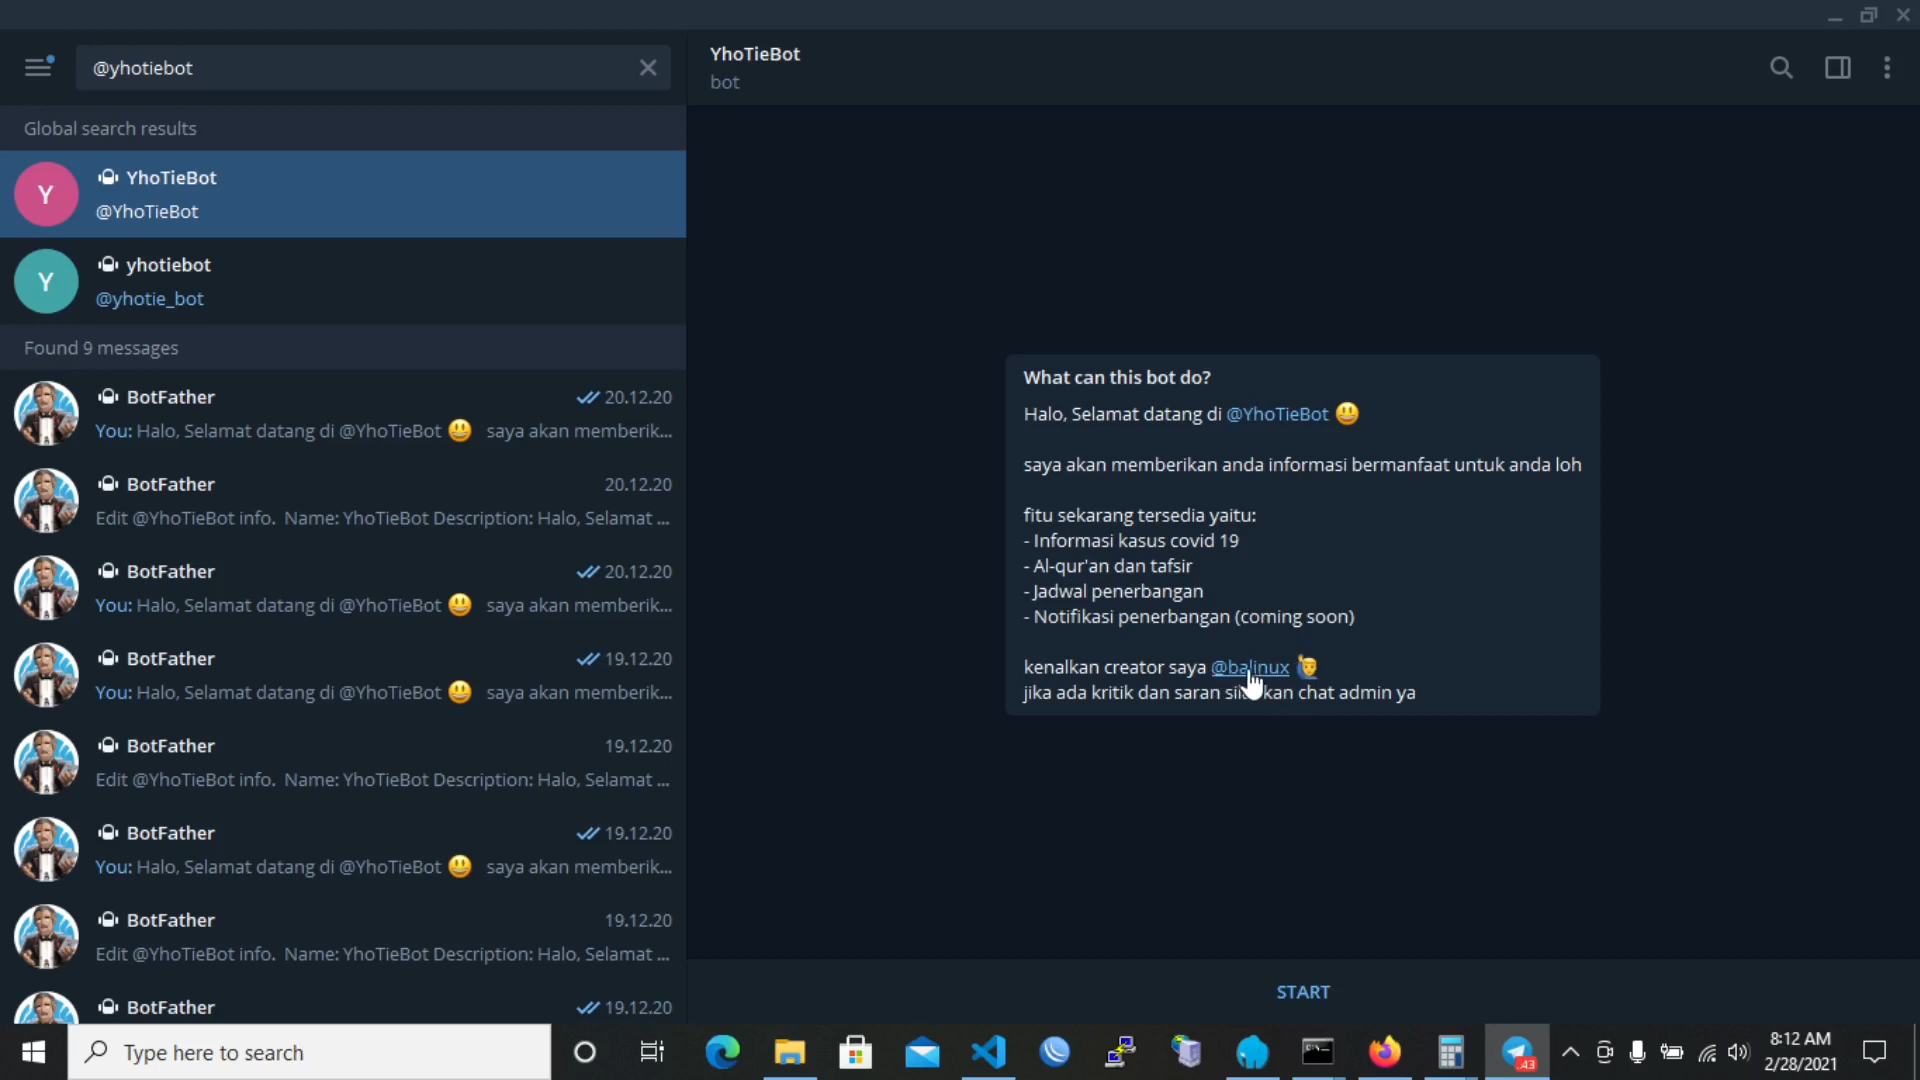 @yhotiebot
Global search results
Y
YhoTieBot
@YhoTieBot
Y
yhotiebot
@yhotie_bot
Found 9 messages
BotFather 20.12.20
You: Halo, Selamat datang di @YhoTieBot 😃 saya akan memberik...
BotFather 20.12.20
Edit @YhoTieBot info. Name: YhoTieBot Description: Halo, Selamat ...
BotFather 20.12.20
You: Halo, Selamat datang di @YhoTieBot 😃 saya akan memberik...
BotFather 19.12.20
You: Halo, Selamat datang di @YhoTieBot 😃 saya akan memberik...
BotFather 19.12.20
Edit @YhoTieBot info. Name: YhoTieBot Description: Halo, Selamat ...
BotFather 19.12.20
You: Halo, Selamat datang di @YhoTieBot 😃 saya akan memberik...
BotFather 19.12.20
Edit @YhoTieBot info. Name: YhoTieBot Description: Halo, Selamat ...
BotFather 19.12.20
YhoTieBot
bot
What can this bot do?
Halo, Selamat datang di @YhoTieBot 😃
saya akan memberikan anda informasi bermanfaat untuk anda loh
fitu sekarang tersedia yaitu:
- Informasi kasus covid 19
- Al-qur'an dan tafsir
- Jadwal penerbangan
- Notifikasi penerbangan (coming soon)
kenalkan creator saya @balinux 🙋
jika ada kritik dan saran silahkan chat admin ya
START
Type here to search
43
8:12 AM
2/28/2021